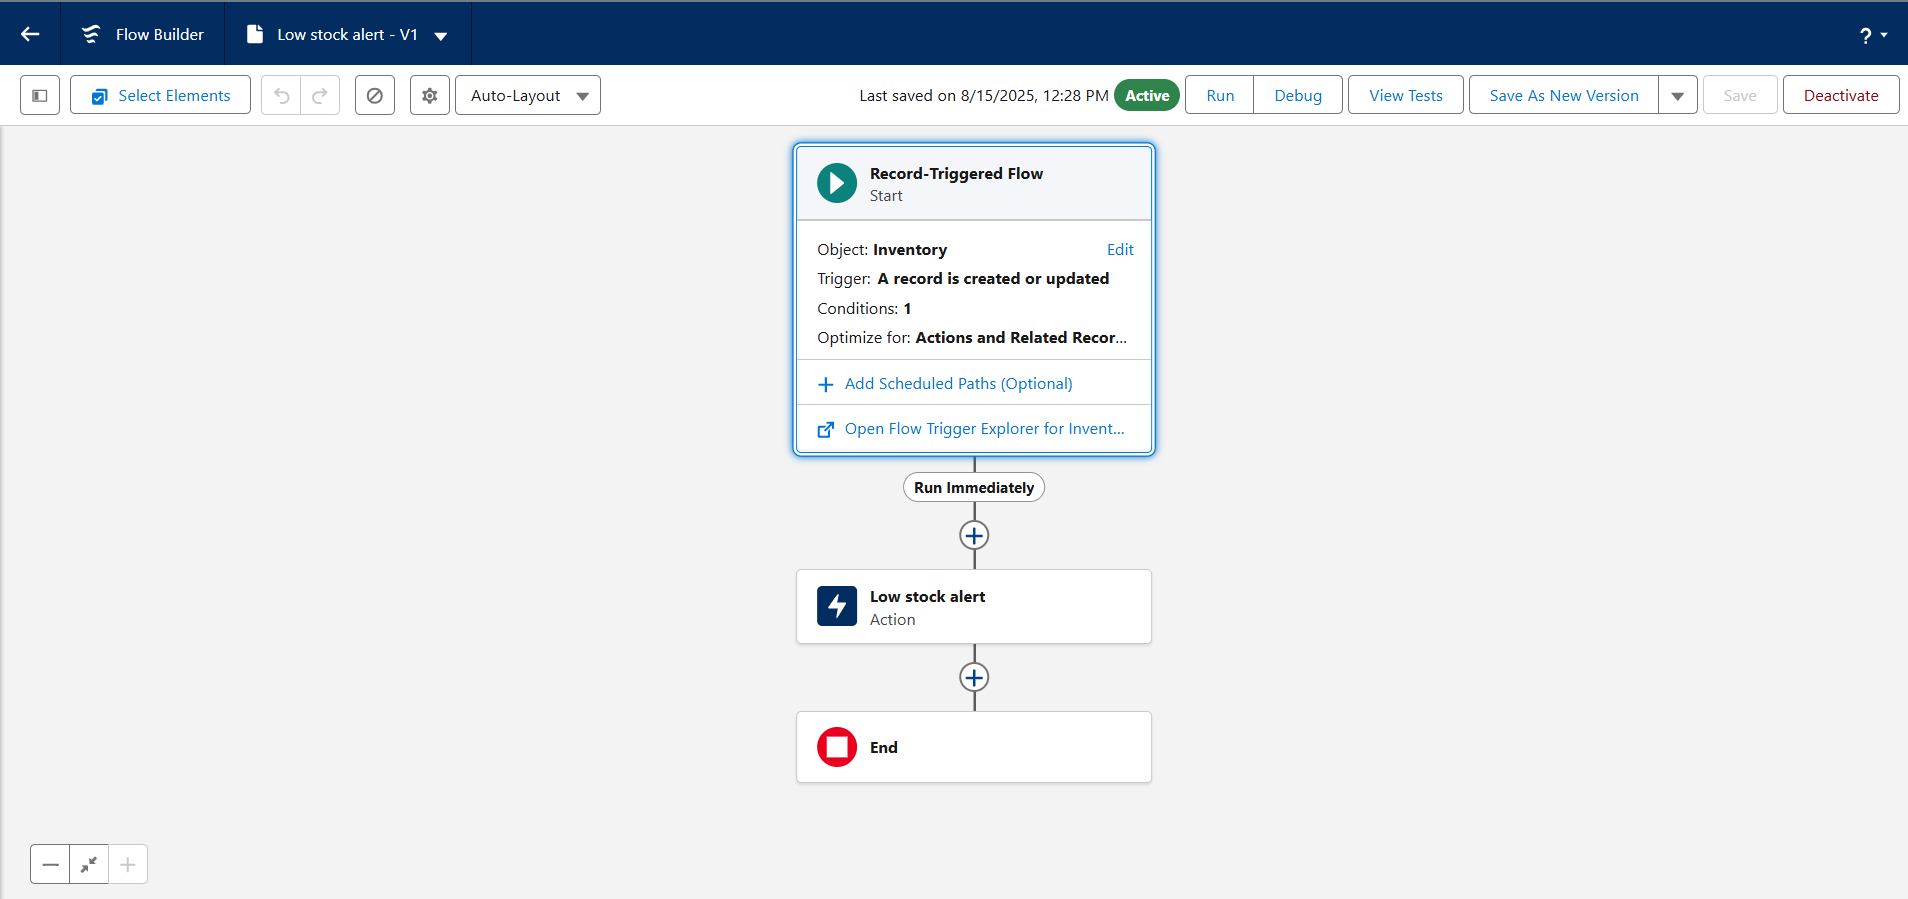 Flow Builder
Low stock alert - V1
?
Select Elements
Auto-Layout
Last saved on 8/15/2025, 12:28 PM
Active
Run
Debug
View Tests
Save As New Version
Save
Deactivate
Record-Triggered Flow
Start
Object: Inventory
Edit
Trigger: A record is created or updated
Conditions: 1
Optimize for: Actions and Related Recor...
Add Scheduled Paths (Optional)
Open Flow Trigger Explorer for Invent...
Run Immediately
Low stock alert
Action
End